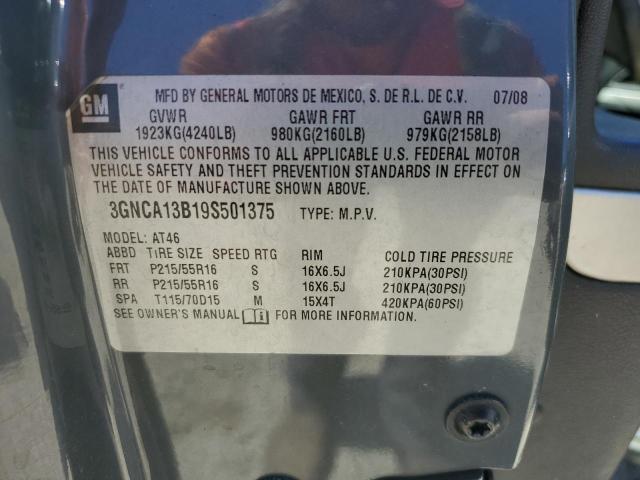 GM MFD BY GENERAL MOTORS DE MEXICO, S. DE R.L. DE C.V. 07/08
GVWR GAWR FRT GAWR RR
1923KG(4240LB) 980KG(2160LB) 979KG(2158LB)
THIS VEHICLE CONFORMS TO ALL APPLICABLE U.S. FEDERAL MOTOR
VEHICLE SAFETY AND THEFT PREVENTION STANDARDS IN EFFECT
ON THE DATE OF MANUFACTURE SHOWN ABOVE.
3GNCA13B19S501375 TYPE: M.P.V.
MODEL: AT46
ABBD TIRE SIZE SPEED RTG RIM COLD TIRE PRESSURE
FRT P215/55R16 S 16X6.5J 210KPA(30PSI)
RR P215/55R16 S 16X6.5J 210KPA(30PSI)
SPA T115/70D15 M 15X4T 420KPA(60PSI)
SEE OWNER'S MANUAL FOR MORE INFORMATION.